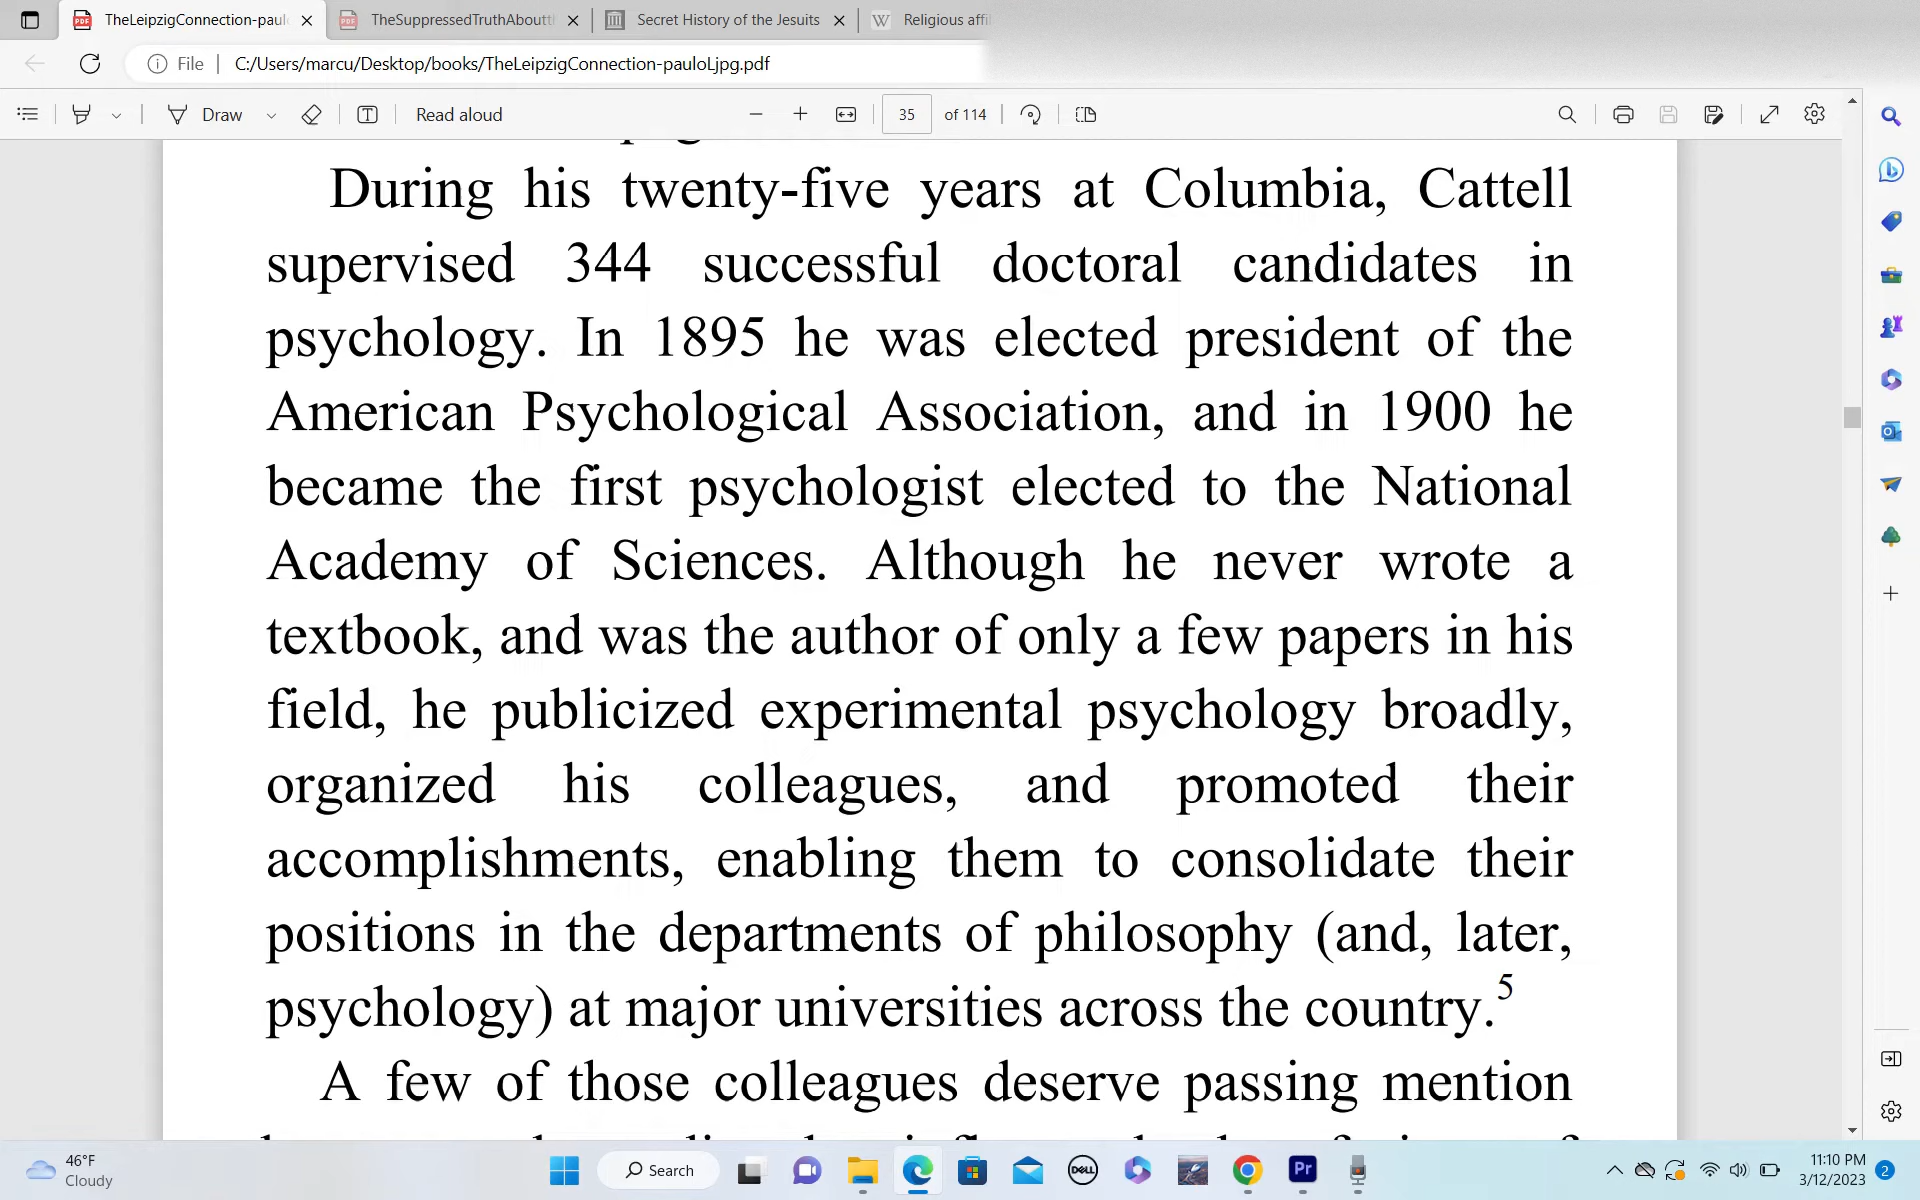 TheLeipzigConnection-paul
TheSuppressedTruthAbout
Secret History of the Jesuits
Religious affi
File
C:/Users/marcu/Desktop/books/TheLeipzigConnection-pauloLjpg.pdf
Draw
Read aloud
35 of 114
During his twenty-five years at Columbia, Cattell
supervised 344 successful doctoral candidates in
psychology. In 1895 he was elected president of the
American Psychological Association, and in 1900 he
became the first psychologist elected to the National
Academy of Sciences. Although he never wrote a
textbook, and was the author of only a few papers in his
field, he publicized experimental psychology broadly,
organized his colleagues, and promoted their
accomplishments, enabling them to consolidate their
positions in the departments of philosophy (and, later,
psychology) at major universities across the country.5
A few of those colleagues deserve passing mention
46°F
Cloudy
Search
DELL
Pr
11:10 PM
3/12/2023
2